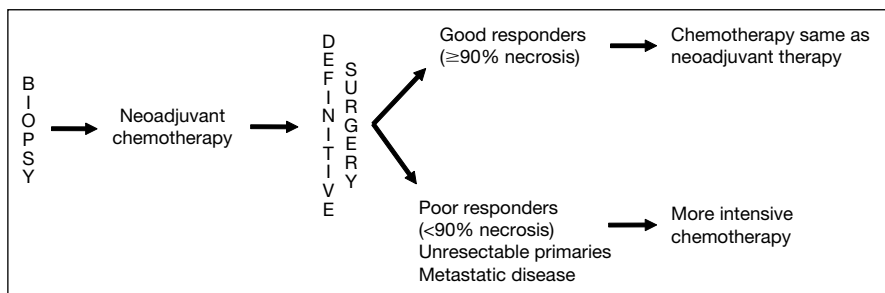 BIOPSY
Neoadjuvant
chemotherapy
DEFINITIVE
SURGERY
Good responders
(≥90% necrosis)
Chemotherapy same as
neoadjuvant therapy
Poor responders
(<90% necrosis)
Unresectable primaries
Metastatic disease
More intensive
chemotherapy